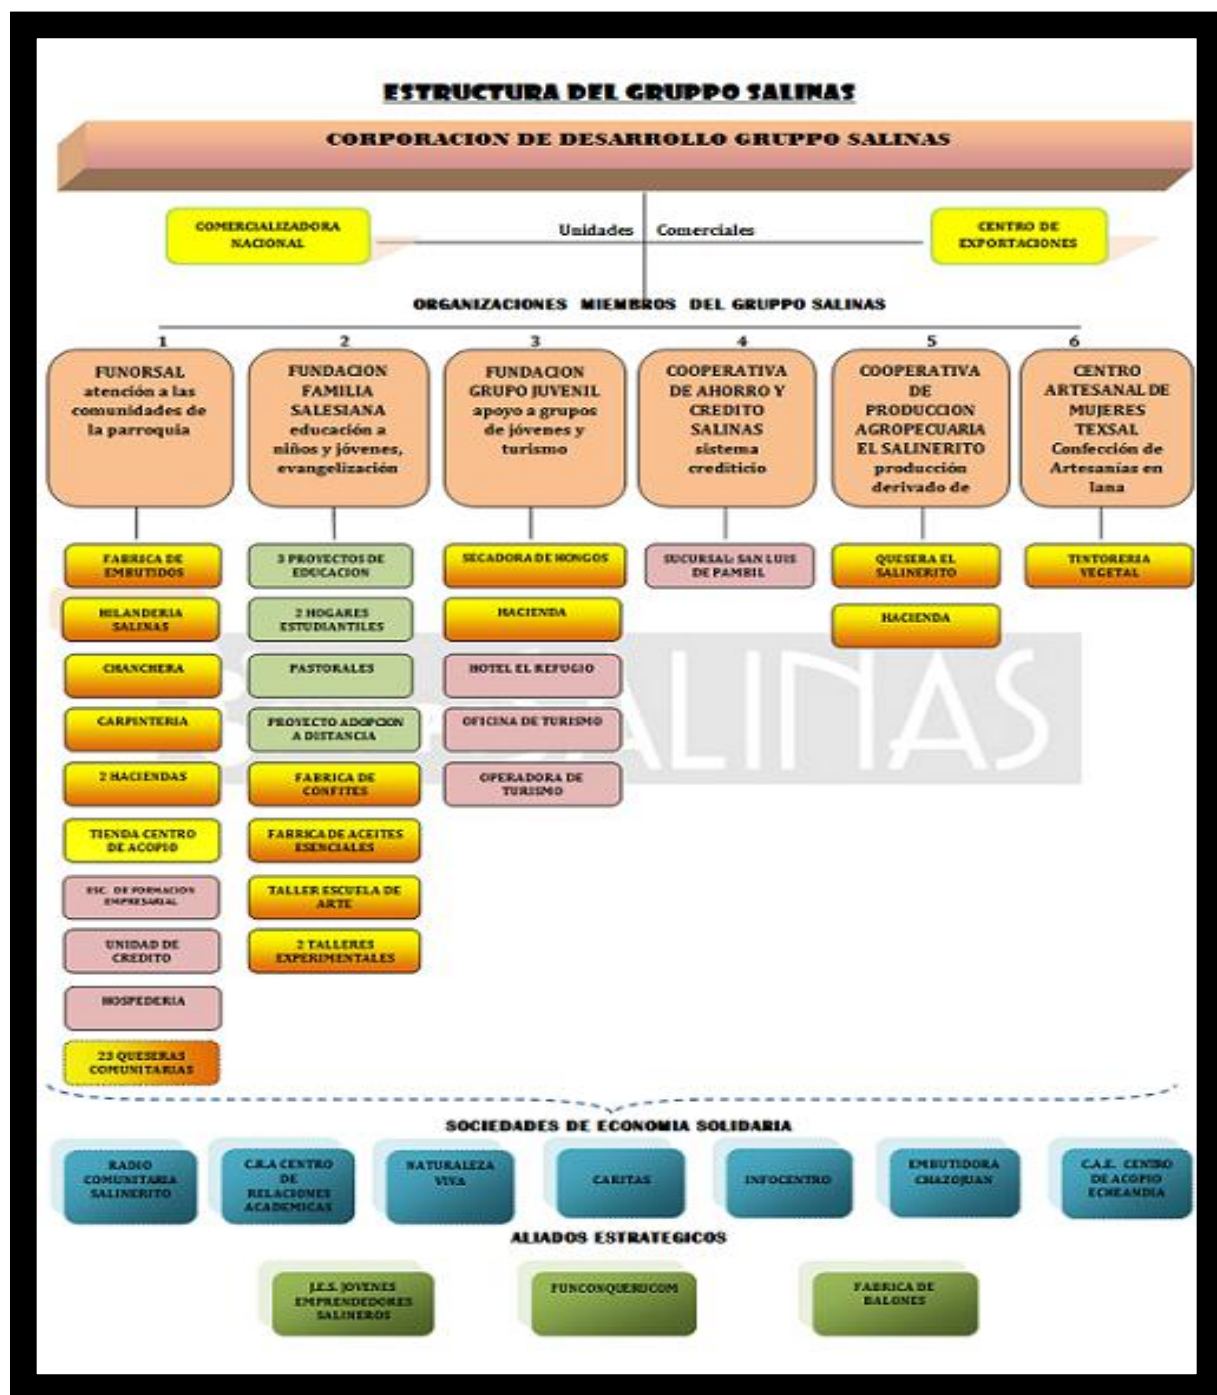 ESTRUCTURA DEL GRUPPO SALINAS
CORPORACION DE DESARROLLO GRUPPO SALINAS
COMERCIALIZADORA
NACIONAL
Unidades Comerciales
CENTRO DE
EXPORTACIONES
ORGANIZACIONES MIEMBROS DEL GRUPPO SALINAS
1
2
3
4
5
6
FUNORSAL
atención a las
comunidades de
la parroquia
FUNDACION
FAMILIA
SALESIANA
educación a
niños y jóvenes,
evangelización
FUNDACION
GRUPO JUVENIL
apoyo a grupos
de jóvenes y
turismo
COOPERATIVA
DE AHORRO Y
CREDITO
SALINAS
sistema
crediticio
COOPERATIVA
DE
PRODUCCION
AGROPECUARIA
EL SALINERITO
producción
derivado de
CENTRO
ARTESANAL DE
MUJERES
TEXSAL
Confección de
Artesanías en
lana
FABRICA DE
EMBUTIDOS
HILANDERIA
SALINAS
CHANCHERA
CARPINTERIA
2 HACIENDAS
TIENDA CENTRO
DE ACOPIO
ESC. DE FORMACION
EMPRESARIAL
UNIDAD DE
CREDITO
HOSPEDERIA
23 QUESERAS
COMUNITARIAS
3 PROYECTOS DE
EDUCACION
2 HOGARES
ESTUDIANTILES
PASTORALES
PROYECTO ADOPCION
A DISTANCIA
FABRICA DE
CONFITES
FABRICA DE ACEITES
ESENCIALES
TALLER ESCUELA DE
ARTE
2 TALLERES
EXPERIMENTALES
SECADORA DE HONGOS
HACIENDA
HOTEL EL REFUGIO
OFICINA DE TURISMO
OPERADORA DE
TURISMO
SUCURSAL: SAN LUIS
DE PAMBIL
QUESERA EL
SALINERITO
HACIENDA
TINTORERIA
VEGETAL
SALINAS
SOCIEDADES DE ECONOMIA SOLIDARIA
RADIO
COMUNITARIA
SALINERITO
C.R.A CENTRO
DE
RELACIONES
ACADEMICAS
NATURALEZA
VIVA
CARITAS
INFOCENTRO
EMBUTIDORA
CHAZOJUAN
C.A.E. CENTRO
DE ACOPIO
ECHEANDIA
ALIADOS ESTRATEGICOS
J.E.S. JOVENES
EMPRENDEDORES
SALINEROS
FUNCONQUERUCOM
FABRICA DE
BALONES